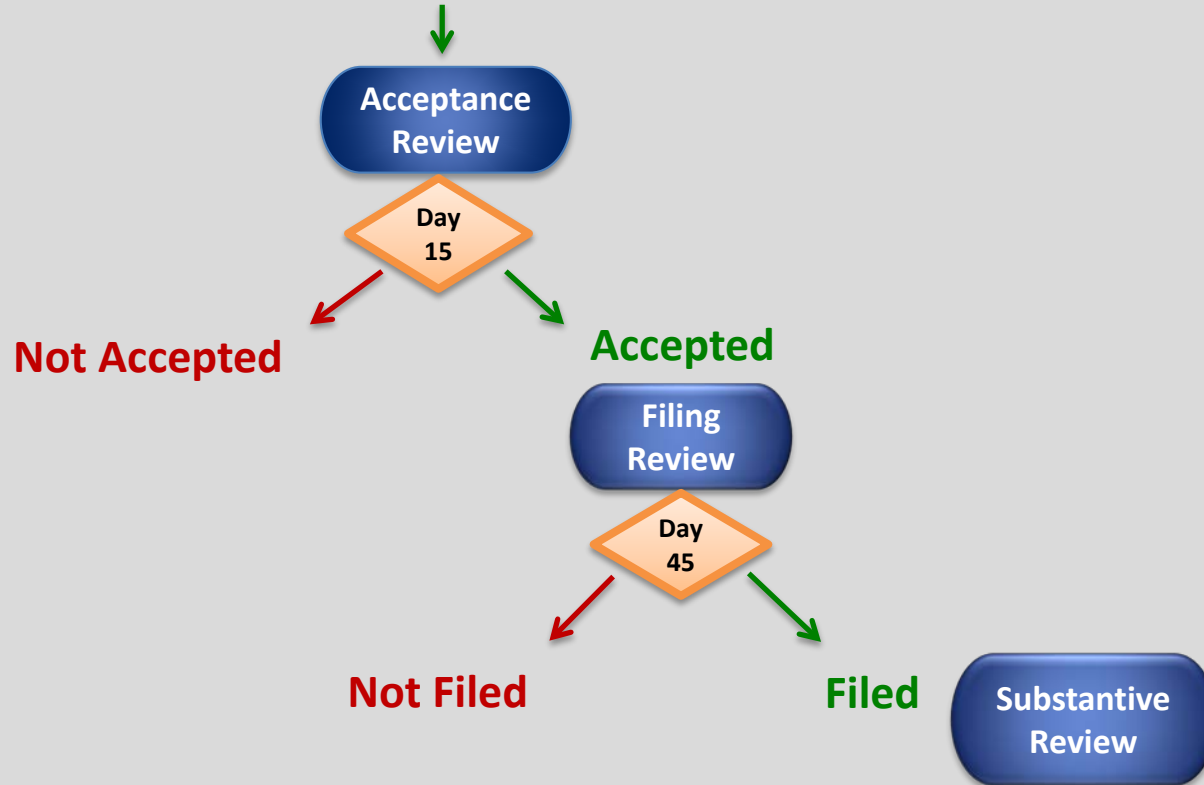 Acceptance
Review
Day
15
Not Accepted
Accepted
Filing
Review
Day
45
Not Filed
Filed
Substantive
Review